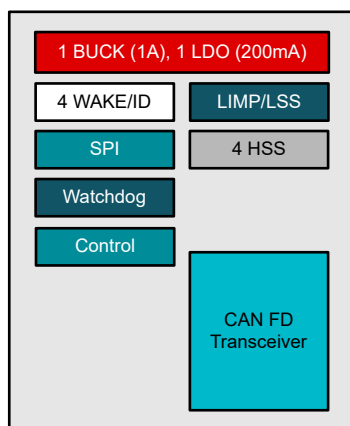 1 BUCK (1A), 1 LDO (200mA)
4 WAKE/ID
LIMP/LSS
SPI
4 HSS
Watchdog
Control
CAN FD
Transceiver